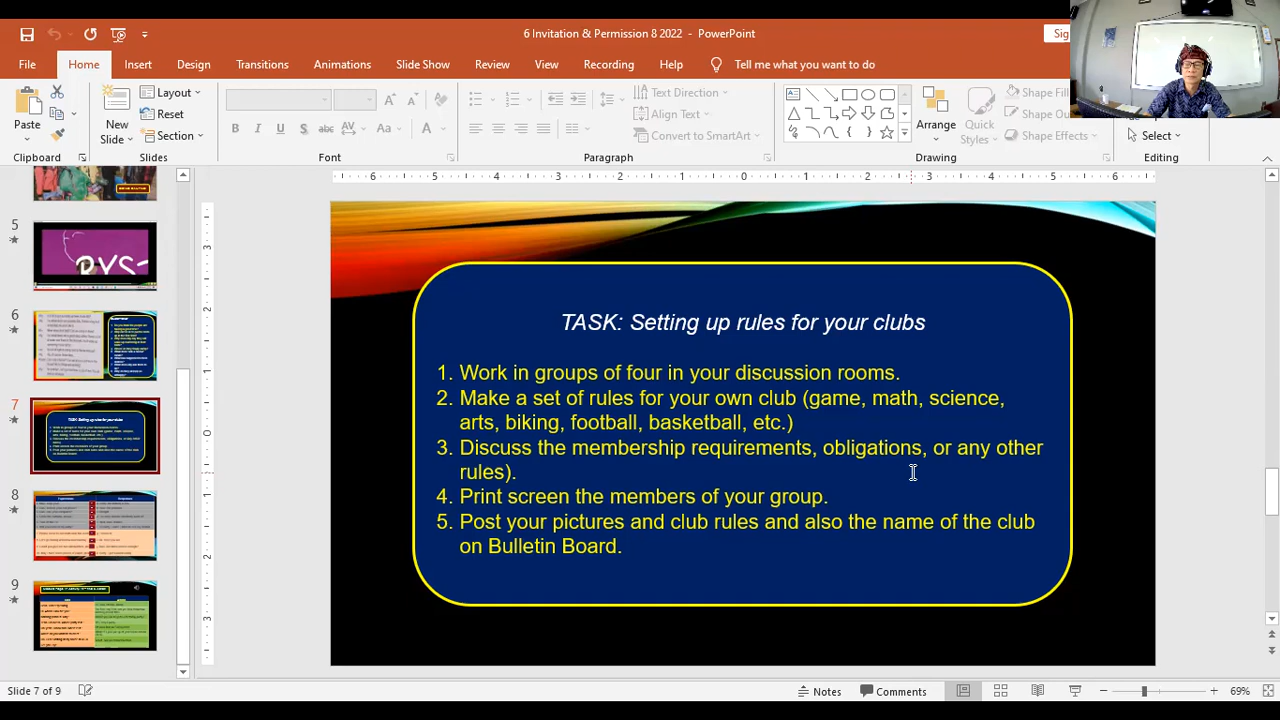 6 Invitation & Permission 8 2022 - PowerPoint
File Home Insert Design Transitions Animations Slide Show Review View Recording Help Tell me what you want to do
Paste
Clipboard
New Slide
Layout
Reset
Section
Slides
Font
Text Direction
Align Text
Convert to SmartArt
Paragraph
Arrange
Quick Styles
Shape Fill
Shape Effects
Drawing
Select
Editing
5
6
7
8
9
TASK: Setting up rules for your clubs
1. Work in groups of four in your discussion rooms.
2. Make a set of rules for your own club (game, math, science,
arts, hiking, football, basketball, etc.)
3. Discuss the membership requirements, obligations, or any other
rules).
4. Print screen the members of your group.
5. Post your pictures and club rules and also the name of the club
on Bulletin Board.
Slide 7 of 9
Notes
Comments
69%